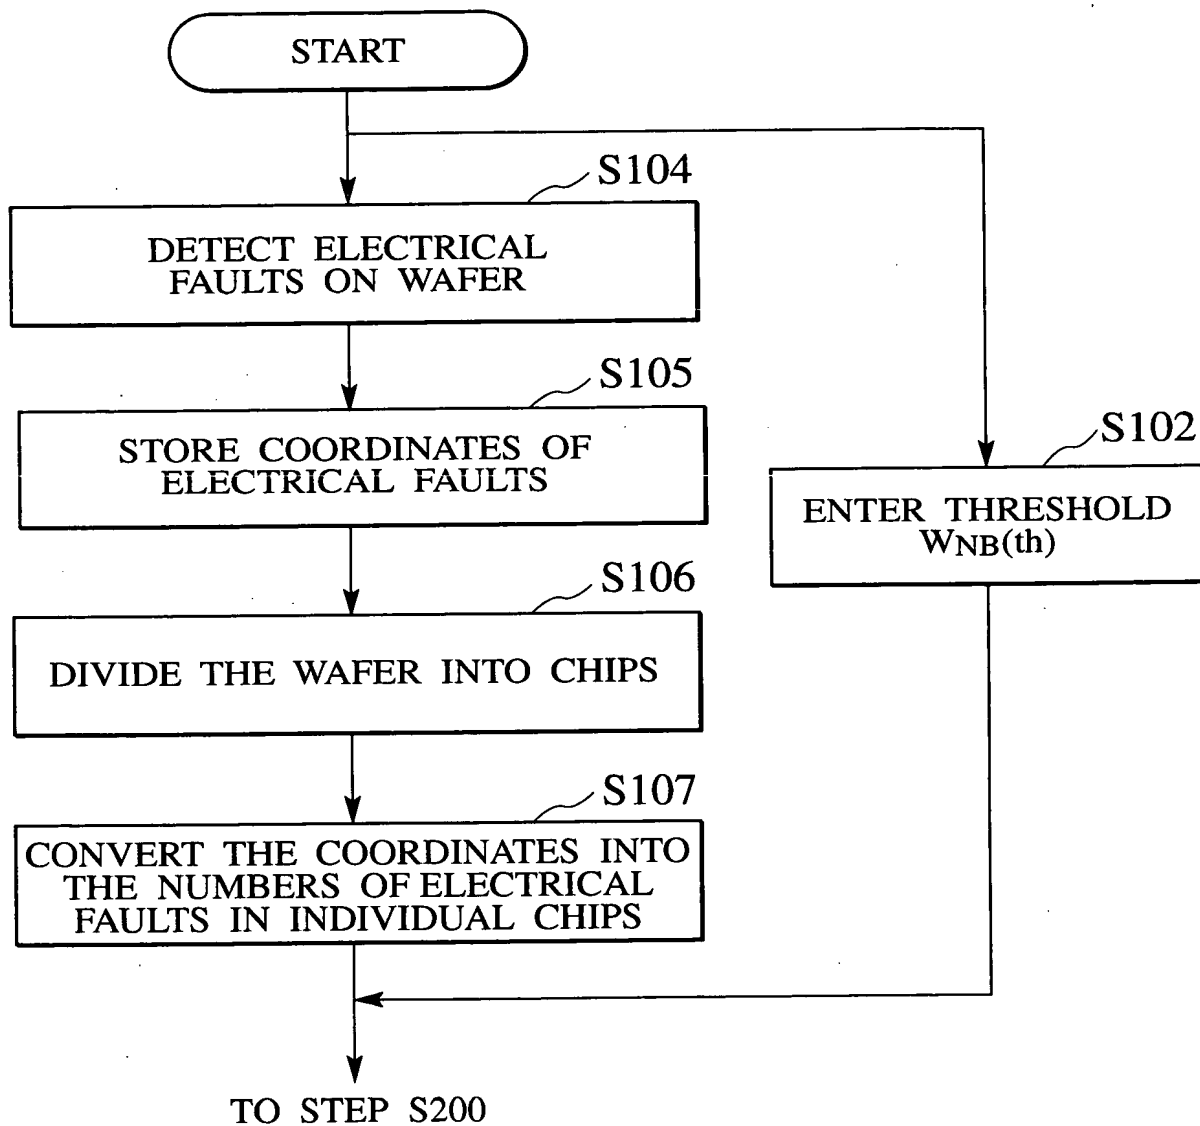 START
S104
DETECT ELECTRICAL
FAULTS ON WAFER
S105
STORE COORDINATES OF
ELECTRICAL FAULTS
S102
ENTER THRESHOLD
WNB(th)
S106
DIVIDE THE WAFER INTO CHIPS
S107
CONVERT THE COORDINATES INTO
THE NUMBERS OF ELECTRICAL
FAULTS IN INDIVIDUAL CHIPS
TO STEP S200